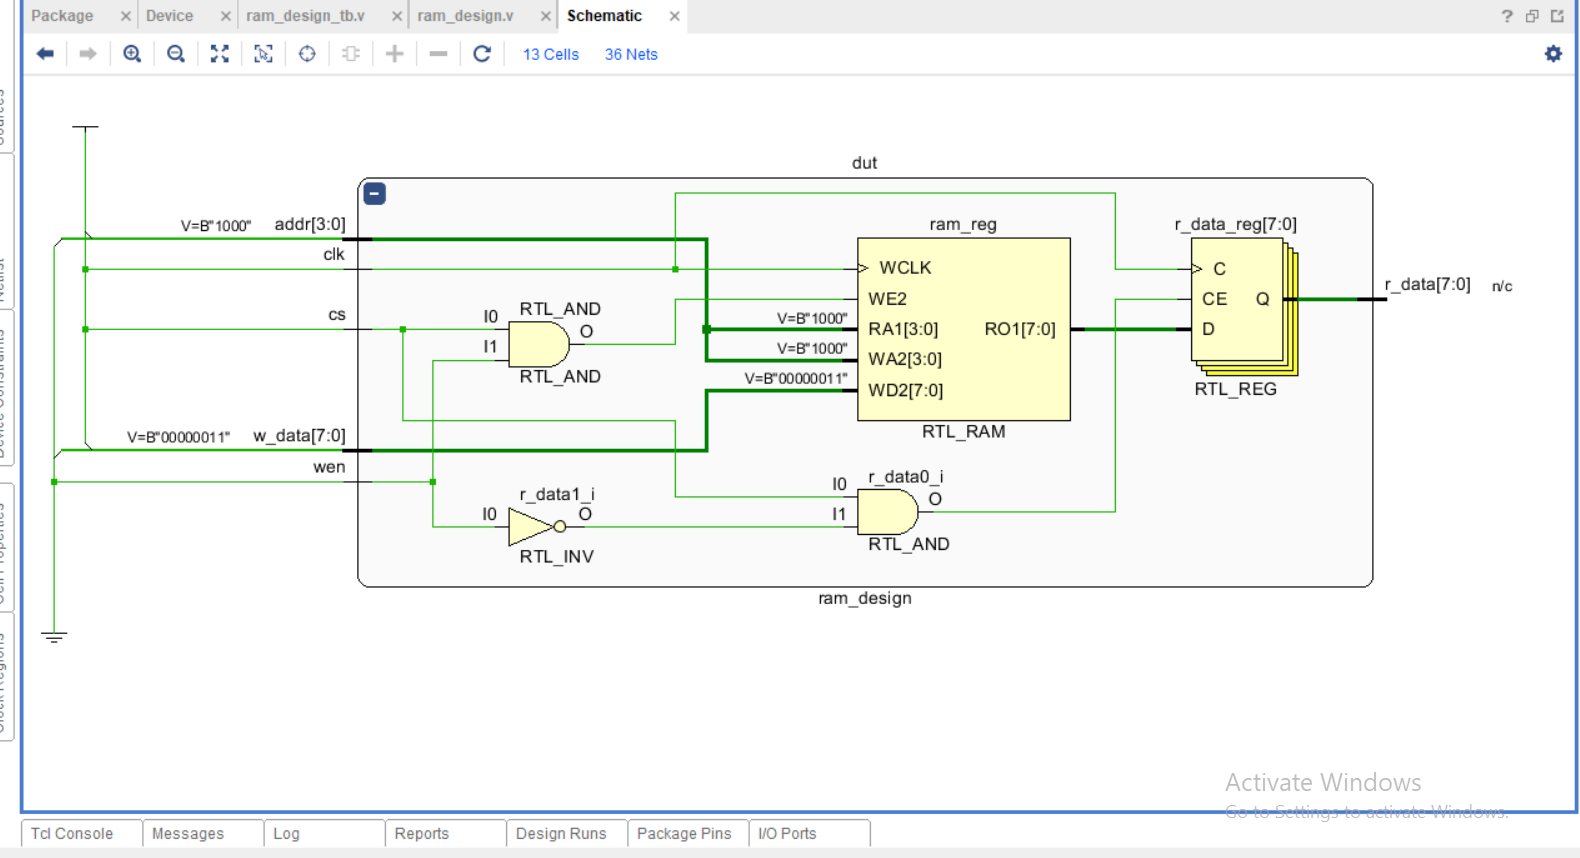 Package
Device
ram_design_tb.v
ram_design.v
Schematic
13 Cells
36 Nets
dut
V=B"1000"
addr[3:0]
clk
cs
V=B"00000011"
w_data[7:0]
wen
RTL_AND
I0
I1
O
RTL_AND
r_data1_i
I0
O
RTL_INV
ram_reg
WCLK
WE2
V=B"1000"
RA1[3:0]
RO1[7:0]
V=B"1000"
WA2[3:0]
V=B"00000011"
WD2[7:0]
RTL_RAM
r_data0_i
I0
O
I1
RTL_AND
r_data_reg[7:0]
C
CE
Q
D
RTL_REG
r_data[7:0]
n/c
ram_design
Activate Windows
Go to Settings to activate Windows.
Tcl Console
Messages
Log
Reports
Design Runs
Package Pins
I/O Ports